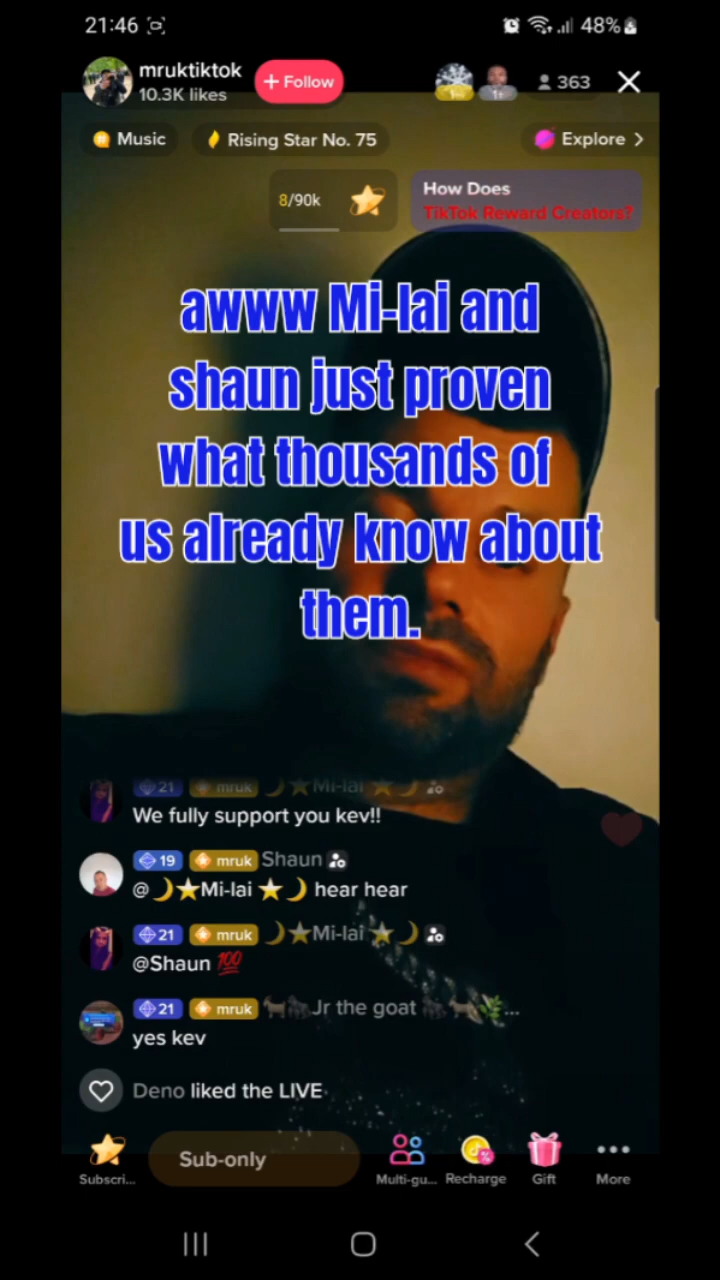 21:46
48%
mruktiktok
10.3K likes
+ Follow
363
Music
Rising Star No. 75
Explore
8/90k
How Does
TikTok Reward Creators?
awww Mi-lai and
shaun just proven
what thousands of
us already know about
them.
21 mruk 🌙⭐Mi-lai ⭐🌙
We fully support you kev!!
19 mruk Shaun
@🌙⭐Mi-lai ⭐🌙 hear hear
21 mruk 🌙⭐Mi-lai ⭐🌙
@Shaun 💯
21 mruk Jr the goat ...
yes kev
Deno liked the LIVE
Sub-only
Subscri...
Multi-gu...
Recharge
Gift
More